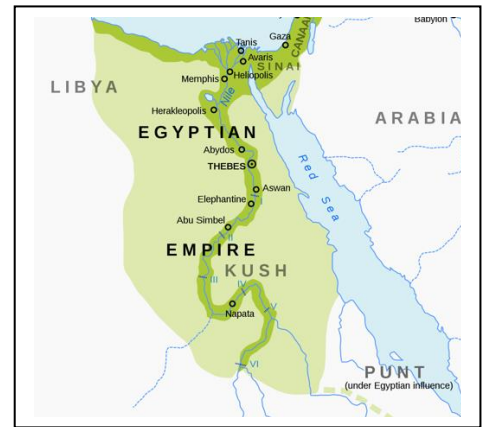 Babylon
Tanis
Gaza
CANAAN
Avaris
SINAI
Heliopolis
Memphis
LIBYA
Nile
Herakleopolis
ARABIA
EGYPTIAN
Abydos
THEBES
Red Sea
Aswan
Elephantine
I
Abu Simbel
II
EMPIRE
KUSH
III
IV
Napata
V
VI
PUNT
(under Egyptian influence)